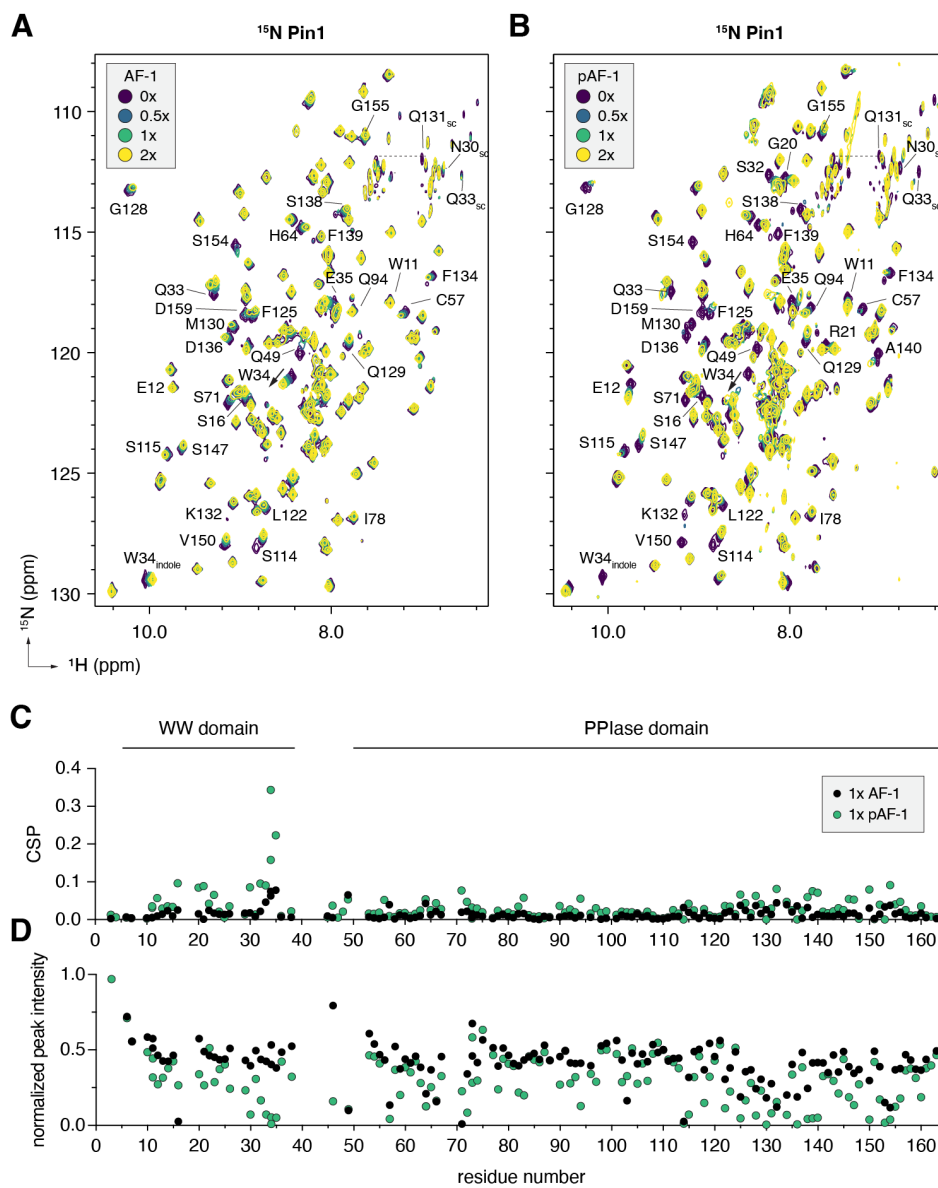 A
B
¹⁵N Pin1
¹⁵N Pin1
AF-1
0x
0.5x
1x
2x
pAF-1
0x
0.5x
1x
2x
110
115
120
125
130
10.0
8.0
¹⁵N (ppm)
¹H (ppm)
G155
Q131sc
N30sc
Q33sc
G128
S138
H64
F139
S154
W11
E35
Q94
F134
Q33
C57
D159
F125
M130
D136
Q49
W34
Q129
E12
S71
S16
S115
S147
K132
L122
I78
V150
S114
W34indole
110
115
120
125
130
10.0
8.0
G155
Q131sc
G20
S32
N30s
Q33sc
G128
S138
H64
F139
S154
W11
E35
Q94
F134
Q33
C57
D159
F125
M130
R21
D136
Q49
A140
W34
Q129
E12
S71
S16
S115
S147
K132
L122
I78
V150
S114
W34indole
C
WW domain
PPIase domain
CSP
0.4
0.3
0.2
0.1
0.0
1x AF-1
1x pAF-1
0 10 20 30 40 50 60 70 80 90 100 110 120 130 140 150 160
D
normalized peak intensity
1.0
0.5
0.0
0 10 20 30 40 50 60 70 80 90 100 110 120 130 140 150 160
residue number